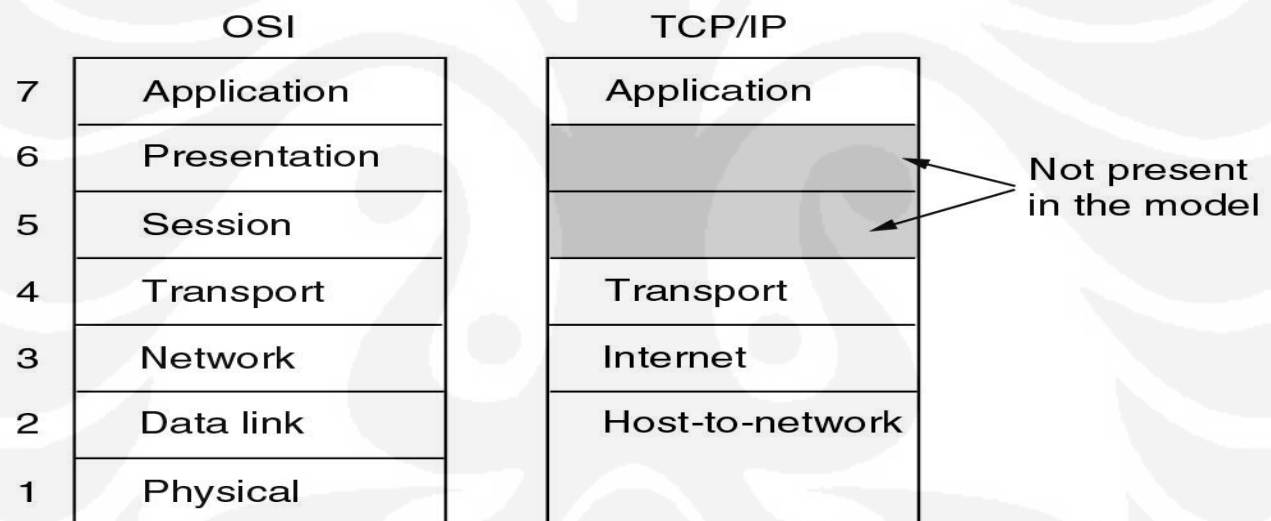 OSI TCP/IP
7 Application Application
6 Presentation
5 Session
Not present
in the model
4 Transport Transport
3 Network Internet
2 Data link Host-to-network
1 Physical